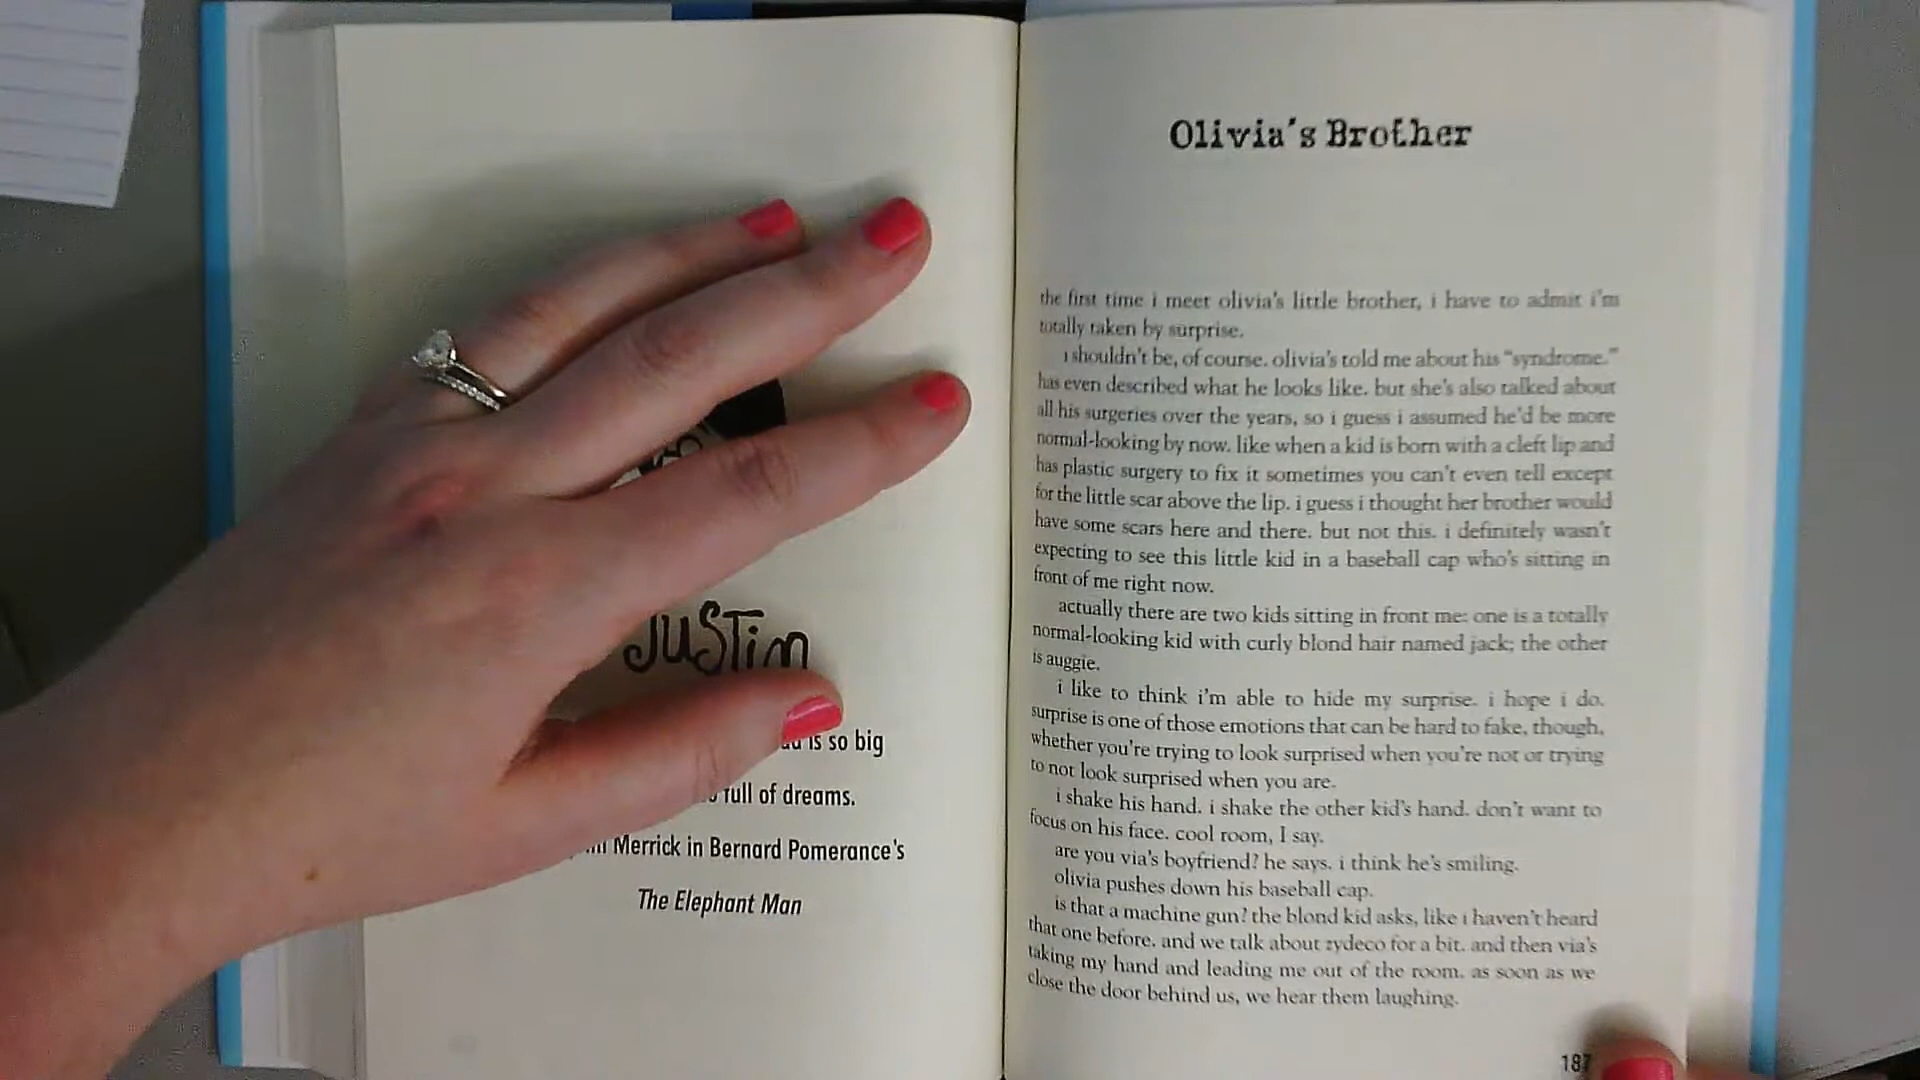 JUSTin
is so big
full of dreams.
Merrick in Bernard Pomerance's
The Elephant Man
Olivia's Brother
the first time i meet olivia's little brother, i have to admit i'm
totally taken by surprise.
i shouldn't be, of course. olivia's told me about his "syndrome."
has even described what he looks like. but she's also talked about
all his surgeries over the years, so i guess i assumed he'd be more
normal-looking by now. like when a kid is born with a cleft lip and
has plastic surgery to fix it sometimes you can't even tell except
for the little scar above the lip. i guess i thought her brother would
have some scars here and there. but not this. i definitely wasn't
expecting to see this little kid in a baseball cap who's sitting in
front of me right now.
actually there are two kids sitting in front me: one is a totally
normal-looking kid with curly blond hair named jack; the other
is auggie.
i like to think i'm able to hide my surprise. i hope i do.
surprise is one of those emotions that can be hard to fake, though,
whether you're trying to look surprised when you're not or trying
to not look surprised when you are.
i shake his hand. i shake the other kid's hand. don't want to
focus on his face. cool room, I say.
are you via's boyfriend? he says. i think he's smiling.
olivia pushes down his baseball cap.
is that a machine gun? the blond kid asks, like i haven't heard
that one before. and we talk about zydeco for a bit. and then via's
taking my hand and leading me out of the room. as soon as we
close the door behind us, we hear them laughing.
187